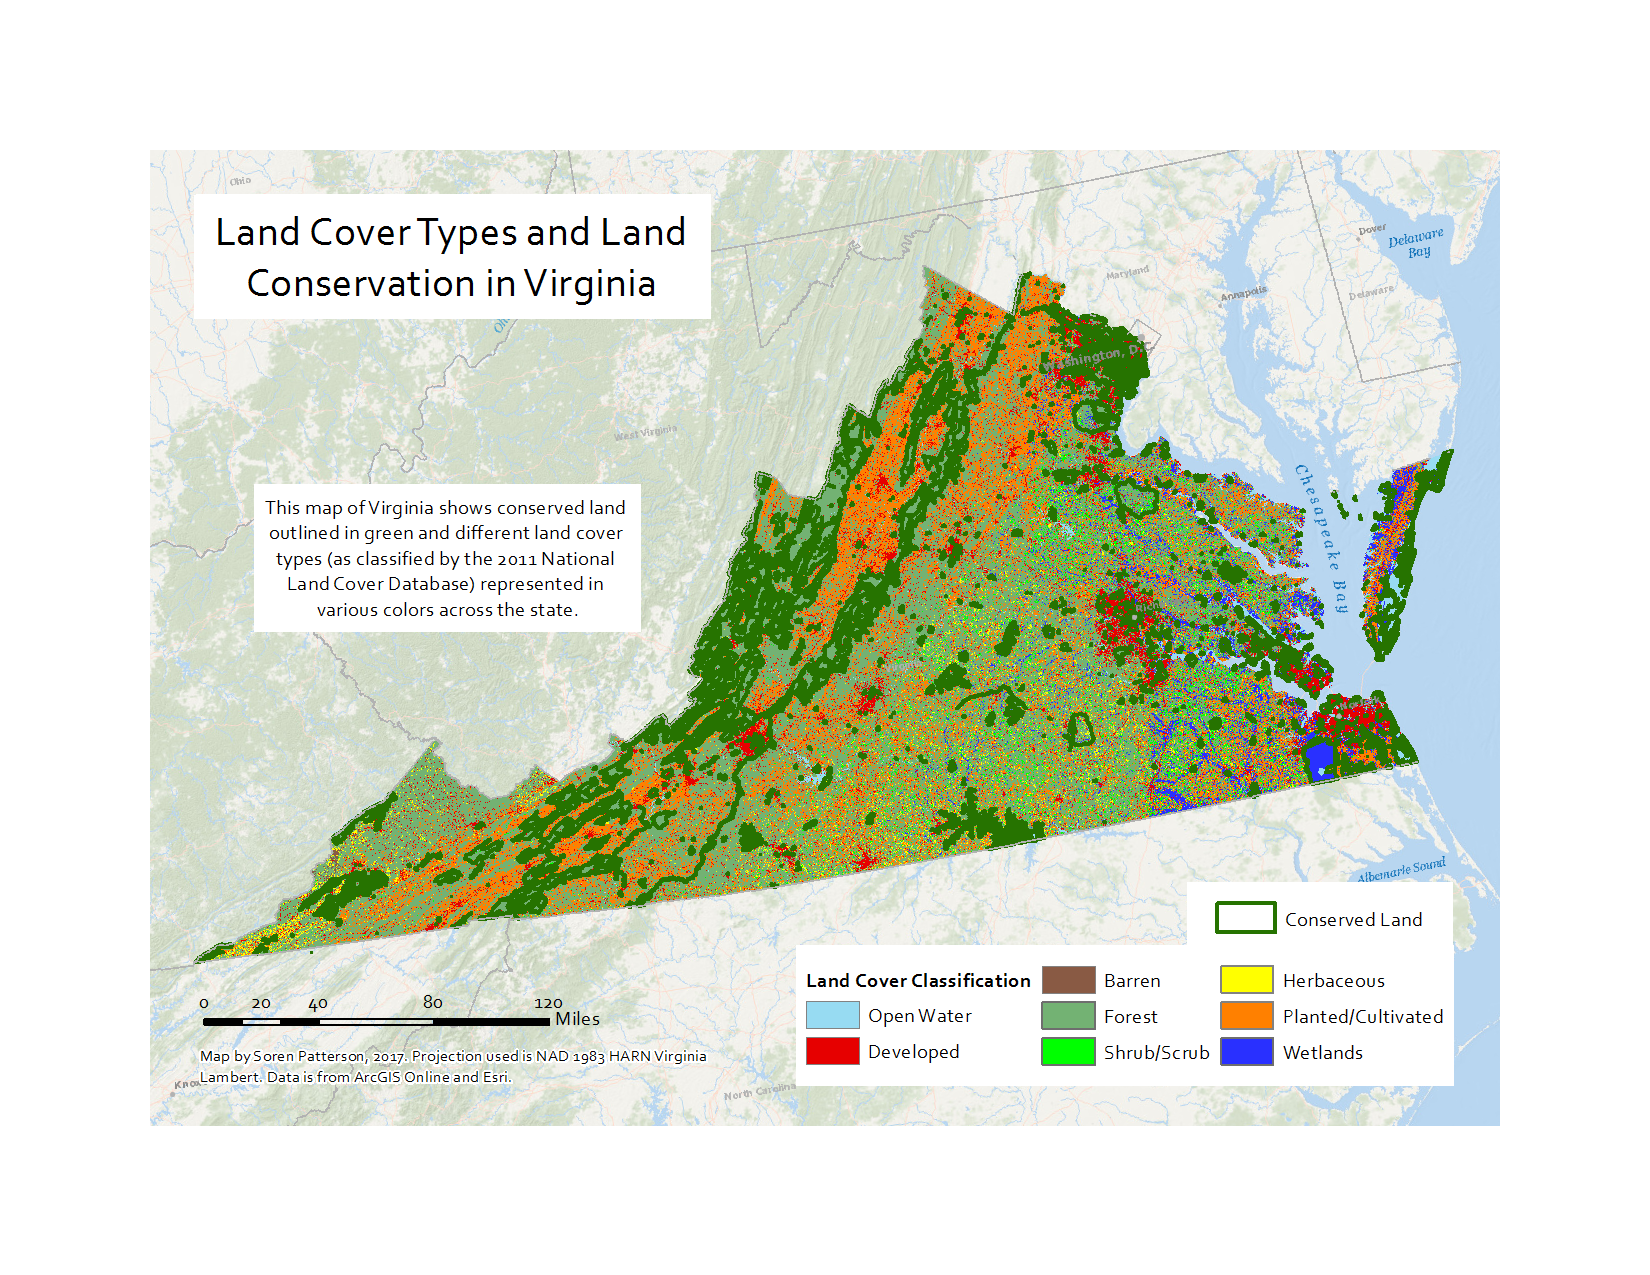 Ohio
Land Cover Types and Land
Conservation in Virginia
Dover
Delaware
Bay
Maryland
Annapolis
Delaware
Washington, D.C.
West Virginia
Chesapeake Bay
This map of Virginia shows conserved land
outlined in green and different land cover
types (as classified by the 2011 National
Land Cover Database) represented in
various colors across the state.
Albemarle Sound
Conserved Land
Land Cover Classification
Barren
Herbaceous
Open Water
Forest
Planted/Cultivated
Developed
Shrub/Scrub
Wetlands
0 20 40 80 120
Miles
Map by Soren Patterson, 2017. Projection used is NAD 1983 HARN Virginia
Lambert. Data is from ArcGIS Online and Esri.
North Carolina